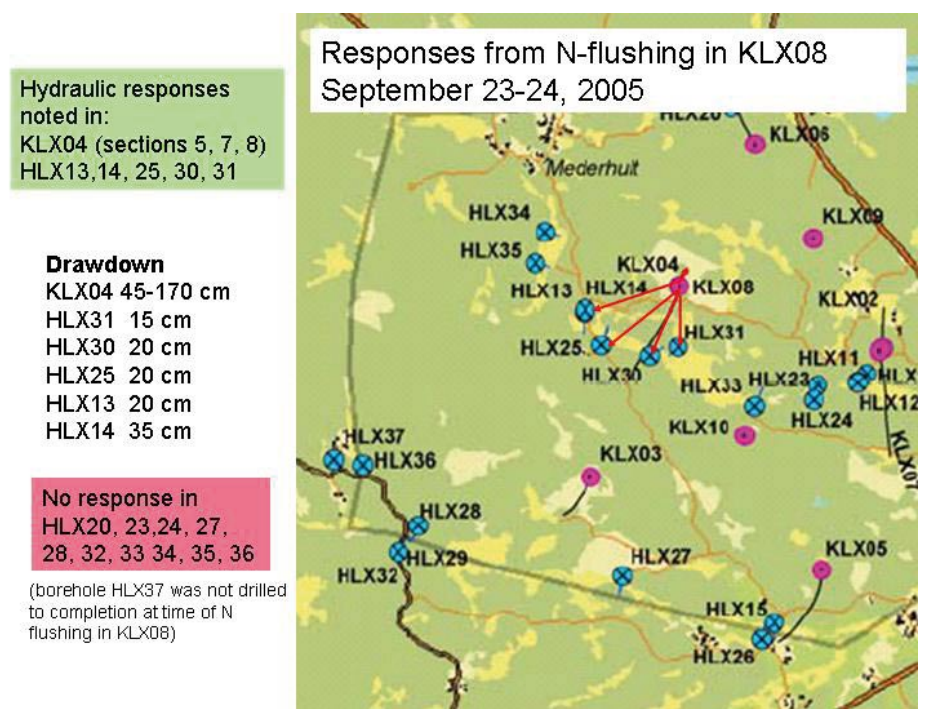 Responses from N-flushing in KLX08
September 23-24, 2005
Hydraulic responses
noted in:
KLX04 (sections 5, 7, 8)
HLX13,14, 25, 30, 31
Drawdown
KLX04 45-170 cm
HLX31 15 cm
HLX30 20 cm
HLX25 20 cm
HLX13 20 cm
HLX14 35 cm
No response in
HLX20, 23,24, 27,
28, 32, 33 34, 35, 36
(borehole HLX37 was not drilled
to completion at time of N
flushing in KLX08)
HLX20
KLX06
Mederhult
HLX34
KLX09
HLX35
KLX04
HLX13
HLX14
KLX08
KLX02
HLX25
HLX31
HLX30
HLX11
HLX33
HLX23
HLX
HLX24
HLX12
KLX10
KLX07
HLX37
HLX36
KLX03
HLX28
HLX29
HLX32
HLX27
KLX05
HLX15
HLX26